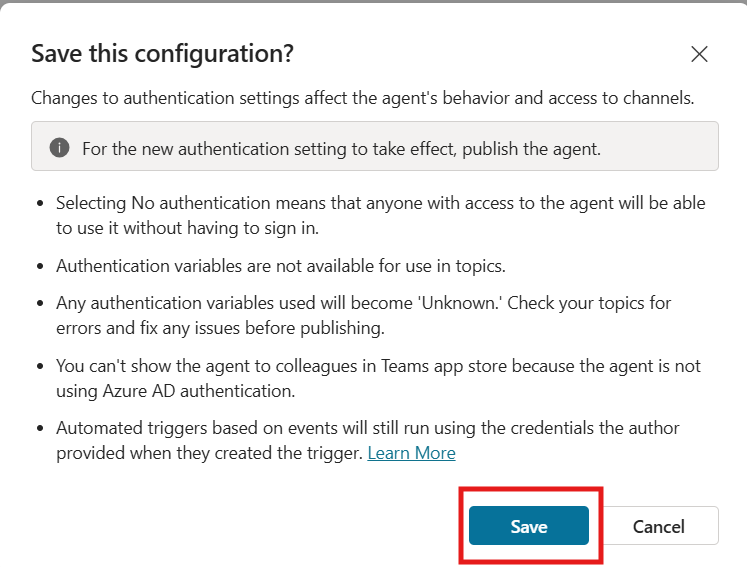 Save this configuration?
Changes to authentication settings affect the agent's behavior and access to channels.
For the new authentication setting to take effect, publish the agent.
• Selecting No authentication means that anyone with access to the agent will be able
to use it without having to sign in.
• Authentication variables are not available for use in topics.
• Any authentication variables used will become 'Unknown.' Check your topics for
errors and fix any issues before publishing.
• You can't show the agent to colleagues in Teams app store because the agent is not
using Azure AD authentication.
• Automated triggers based on events will still run using the credentials the author
provided when they created the trigger. Learn More
Save
Cancel